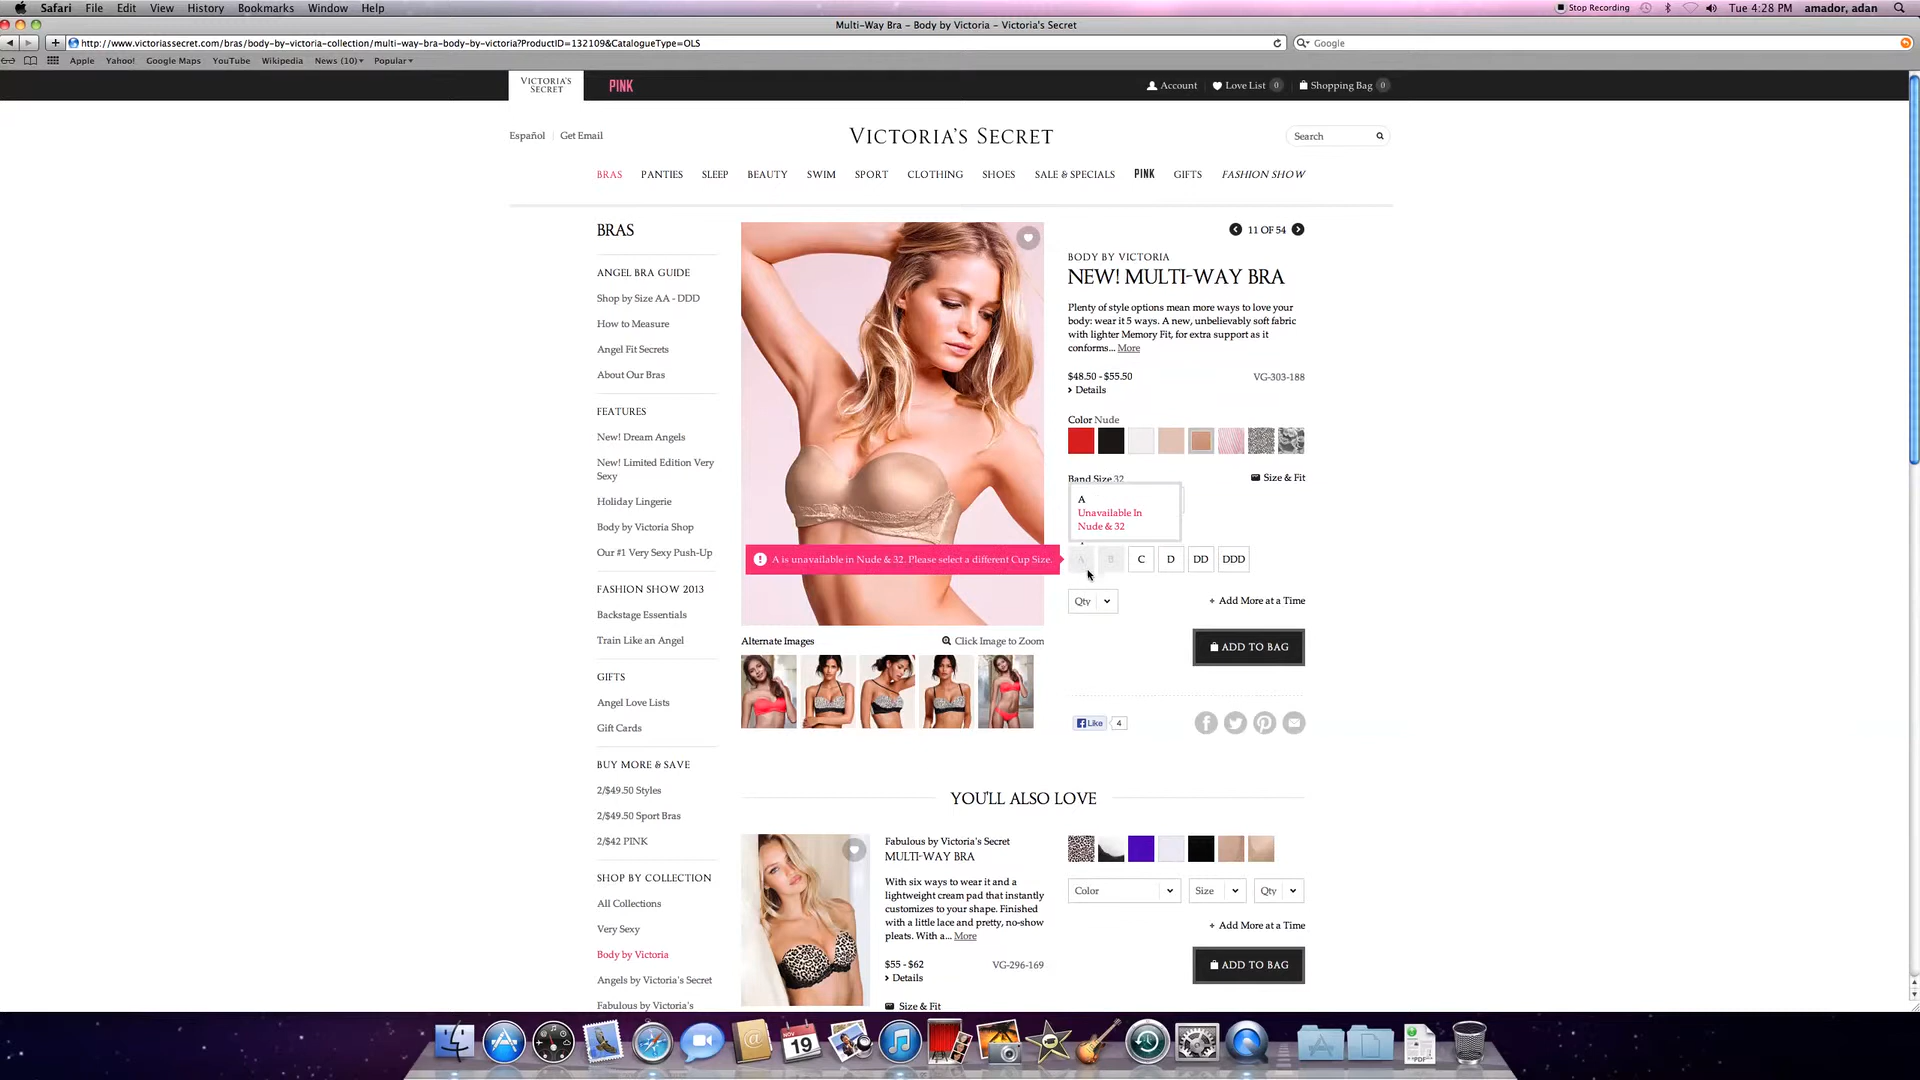 Safari File Edit View History Bookmarks Window Help
Stop Recording Tue 4:28 PM amador, adan
Multi-Way Bra – Body by Victoria – Victoria's Secret
http://www.victoriassecret.com/bras/body-by-victoria-collection/multi-way-bra-body-by-victoria?ProductID=132109&CatalogueType=OLS
Google
Apple Yahoo! Google Maps YouTube Wikipedia News (10) Popular
VICTORIA'S
SECRET
PINK
Account Love List 0 Shopping Bag 0
Español Get Email
VICTORIA'S SECRET
Search
BRAS PANTIES SLEEP BEAUTY SWIM SPORT CLOTHING SHOES SALE & SPECIALS PINK GIFTS FASHION SHOW
BRAS
ANGEL BRA GUIDE
Shop by Size AA - DDD
How to Measure
Angel Fit Secrets
About Our Bras
FEATURES
New! Dream Angels
New! Limited Edition Very
Sexy
Holiday Lingerie
Body by Victoria Shop
Our #1 Very Sexy Push-Up
FASHION SHOW 2013
Backstage Essentials
Train Like an Angel
GIFTS
Angel Love Lists
Gift Cards
BUY MORE & SAVE
2/$49.50 Styles
2/$49.50 Sport Bras
2/$42 PINK
SHOP BY COLLECTION
All Collections
Very Sexy
Body by Victoria
Angels by Victoria's Secret
Fabulous by Victoria's
11 OF 54
BODY BY VICTORIA
NEW! MULTI-WAY BRA
Plenty of style options mean more ways to love your
body: wear it 5 ways. A new, unbelievably soft fabric
with lighter Memory Fit, for extra support as it
conforms... More
$48.50 - $55.50 VG-303-188
Details
Color Nude
Band Size 32 Size & Fit
A
Unavailable In
Nude & 32
A is unavailable in Nude & 32. Please select a different Cup Size.
A B C D DD DDD
Qty + Add More at a Time
ADD TO BAG
Alternate Images Click Image to Zoom
Like 4
YOU'LL ALSO LOVE
Fabulous by Victoria's Secret
MULTI-WAY BRA
With six ways to wear it and a
lightweight cream pad that instantly
customizes to your shape. Finished
with a little lace and pretty, no-show
pleats. With a... More
$55 - $62 VG-296-169
Details
Size & Fit
Color Size Qty
+ Add More at a Time
ADD TO BAG
NOV
19
PDF